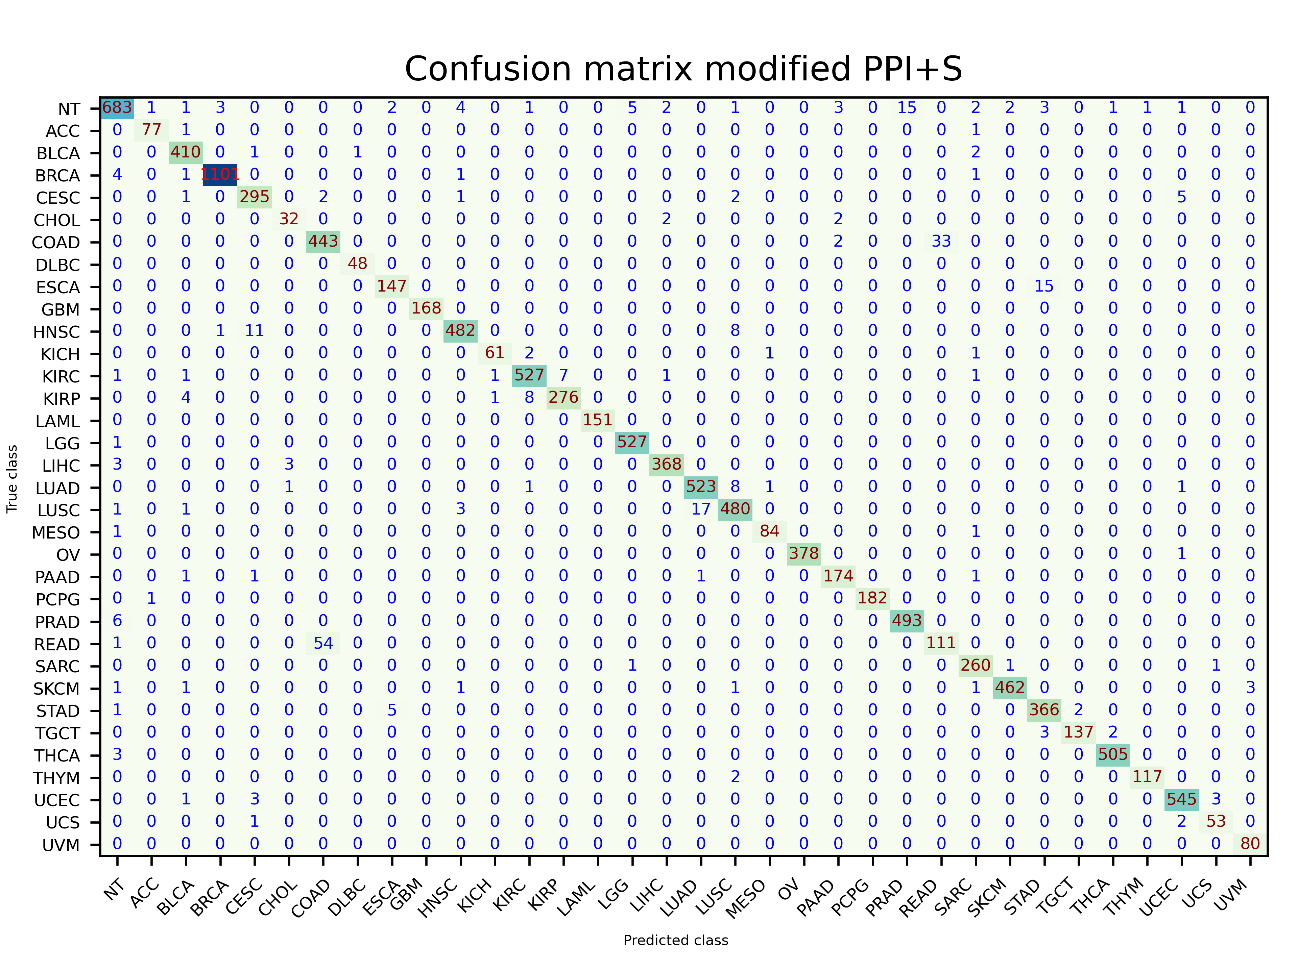 Confusion matrix modified PPI+S
NT 683 1 1 3 0 0 0 0 2 0 4 0 1 0 0 5 2 0 1 0 0 3 0 15 0 2 2 3 0 1 1 1 0 0
ACC 0 77 1 0 0 0 0 0 0 0 0 0 0 0 0 0 0 0 0 0 0 0 0 0 0 1 0 0 0 0 0 0 0 0
BLCA 0 0 410 0 1 0 0 1 0 0 0 0 0 0 0 0 0 0 0 0 0 0 0 0 0 2 0 0 0 0 0 0 0 0
BRCA 4 0 1 1101 0 0 0 0 0 0 1 0 0 0 0 0 0 0 0 0 0 0 0 0 0 1 0 0 0 0 0 0 0 0
CESC 0 0 1 0 295 0 2 0 0 0 1 0 0 0 0 0 0 0 2 0 0 0 0 0 0 0 0 0 0 0 0 5 0 0
CHOL 0 0 0 0 0 32 0 0 0 0 0 0 0 0 0 0 2 0 0 0 0 2 0 0 0 0 0 0 0 0 0 0 0 0
COAD 0 0 0 0 0 0 443 0 0 0 0 0 0 0 0 0 0 0 0 0 0 2 0 0 33 0 0 0 0 0 0 0 0 0
DLBC 0 0 0 0 0 0 0 48 0 0 0 0 0 0 0 0 0 0 0 0 0 0 0 0 0 0 0 0 0 0 0 0 0 0
ESCA 0 0 0 0 0 0 0 0 147 0 0 0 0 0 0 0 0 0 0 0 0 0 0 0 0 0 0 15 0 0 0 0 0 0
GBM 0 0 0 0 0 0 0 0 0 168 0 0 0 0 0 0 0 0 0 0 0 0 0 0 0 0 0 0 0 0 0 0 0 0
HNSC 0 0 0 1 11 0 0 0 0 0 482 0 0 0 0 0 0 0 8 0 0 0 0 0 0 0 0 0 0 0 0 0 0 0
KICH 0 0 0 0 0 0 0 0 0 0 0 61 2 0 0 0 0 0 0 1 0 0 0 0 0 1 0 0 0 0 0 0 0 0
KIRC 1 0 1 0 0 0 0 0 0 0 0 1 527 7 0 0 1 0 0 0 0 0 0 0 0 1 0 0 0 0 0 0 0 0
KIRP 0 0 4 0 0 0 0 0 0 0 0 1 8 276 0 0 0 0 0 0 0 0 0 0 0 0 0 0 0 0 0 0 0 0
LAML 0 0 0 0 0 0 0 0 0 0 0 0 0 0 151 0 0 0 0 0 0 0 0 0 0 0 0 0 0 0 0 0 0 0
LGG 1 0 0 0 0 0 0 0 0 0 0 0 0 0 0 527 0 0 0 0 0 0 0 0 0 0 0 0 0 0 0 0 0 0
LIHC 3 0 0 0 0 3 0 0 0 0 0 0 0 0 0 0 368 0 0 0 0 0 0 0 0 0 0 0 0 0 0 0 0 0
LUAD 0 0 0 0 0 1 0 0 0 0 0 0 1 0 0 0 0 523 8 1 0 0 0 0 0 0 0 0 0 0 0 1 0 0
LUSC 1 0 1 0 0 0 0 0 0 0 3 0 0 0 0 0 0 17 480 0 0 0 0 0 0 0 0 0 0 0 0 0 0 0
MESO 1 0 0 0 0 0 0 0 0 0 0 0 0 0 0 0 0 0 0 84 0 0 0 0 0 1 0 0 0 0 0 0 0 0
OV 0 0 0 0 0 0 0 0 0 0 0 0 0 0 0 0 0 0 0 0 378 0 0 0 0 0 0 0 0 0 0 1 0 0
PAAD 0 0 1 0 1 0 0 0 0 0 0 0 0 0 0 0 0 1 0 0 0 174 0 0 0 1 0 0 0 0 0 0 0 0
PCPG 0 1 0 0 0 0 0 0 0 0 0 0 0 0 0 0 0 0 0 0 0 0 182 0 0 0 0 0 0 0 0 0 0 0
PRAD 6 0 0 0 0 0 0 0 0 0 0 0 0 0 0 0 0 0 0 0 0 0 0 493 0 0 0 0 0 0 0 0 0 0
READ 1 0 0 0 0 0 54 0 0 0 0 0 0 0 0 0 0 0 0 0 0 0 0 0 111 0 0 0 0 0 0 0 0 0
SARC 0 0 0 0 0 0 0 0 0 0 0 0 0 0 0 1 0 0 0 0 0 0 0 0 0 260 1 0 0 0 0 0 1 0
SKCM 1 0 1 0 0 0 0 0 0 0 1 0 0 0 0 0 0 0 1 0 0 0 0 0 0 1 462 0 0 0 0 0 0 3
STAD 1 0 0 0 0 0 0 0 5 0 0 0 0 0 0 0 0 0 0 0 0 0 0 0 0 0 0 366 2 0 0 0 0 0
TGCT 0 0 0 0 0 0 0 0 0 0 0 0 0 0 0 0 0 0 0 0 0 0 0 0 0 0 0 3 137 2 0 0 0 0
THCA 3 0 0 0 0 0 0 0 0 0 0 0 0 0 0 0 0 0 0 0 0 0 0 0 0 0 0 0 0 505 0 0 0 0
THYM 0 0 0 0 0 0 0 0 0 0 0 0 0 0 0 0 0 0 2 0 0 0 0 0 0 0 0 0 0 0 117 0 0 0
UCEC 0 0 1 0 3 0 0 0 0 0 0 0 0 0 0 0 0 0 0 0 0 0 0 0 0 0 0 0 0 0 0 545 3 0
UCS 0 0 0 0 1 0 0 0 0 0 0 0 0 0 0 0 0 0 0 0 0 0 0 0 0 0 0 0 0 0 0 2 53 0
UVM 0 0 0 0 0 0 0 0 0 0 0 0 0 0 0 0 0 0 0 0 0 0 0 0 0 0 0 0 0 0 0 0 0 80
True class
NT ACC BLCA BRCA CESC CHOL COAD DLBC ESCA GBM HNSC KICH KIRC KIRP LAML LGG LIHC LUAD LUSC MESO OV PAAD PCPG PRAD READ SARC SKCM STAD TGCT THCA THYM UCEC UCS UVM
Predicted class